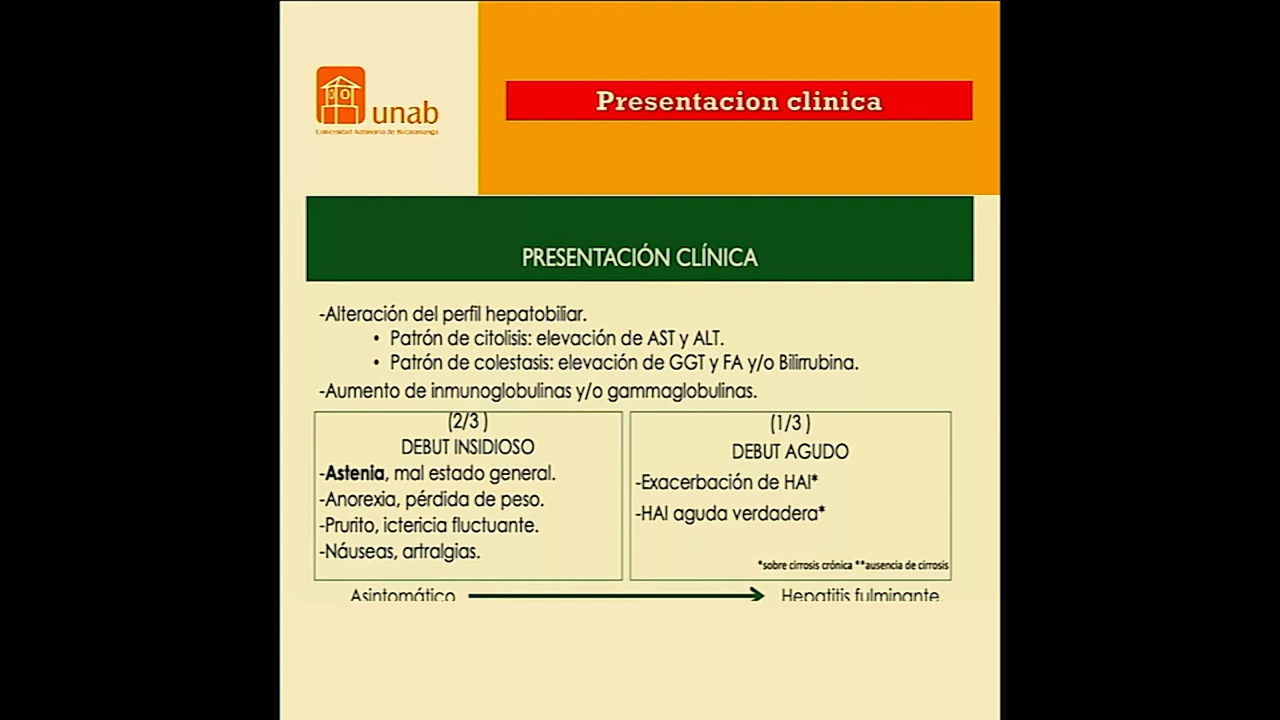 unab
Universidad Autónoma de Bucaramanga
Presentacion clinica
PRESENTACIÓN CLÍNICA
-Alteración del perfil hepatobiliar.
• Patrón de citolisis: elevación de AST y ALT.
• Patrón de colestasis: elevación de GGT y FA y/o Bilirrubina.
-Aumento de inmunoglobulinas y/o gammaglobulinas.
(2/3 )
DEBUT INSIDIOSO
-Astenia, mal estado general.
-Anorexia, pérdida de peso.
-Prurito, ictericia fluctuante.
-Náuseas, artralgias.
(1/3 )
DEBUT AGUDO
-Exacerbación de HAI*
-HAI aguda verdadera*
*sobre cirrosis crónica **ausencia de cirrosis
Asintomático
Hepatitis fulminante.